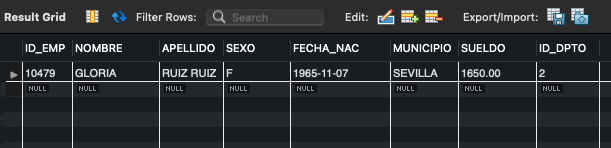 Result Grid Filter Rows: Search Edit: Export/Import:
ID_EMP NOMBRE APELLIDO SEXO FECHA_NAC MUNICIPIO SUELDO ID_DPTO
10479 GLORIA RUIZ RUIZ F 1965-11-07 SEVILLA 1650.00 2
NULL NULL NULL NULL NULL NULL NULL NULL